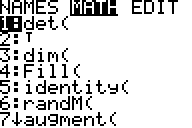 NAMES MATH EDIT
1:det(
2:ᵀ
3:dim(
4:Fill(
5:identity(
6:randM(
7↓augment(